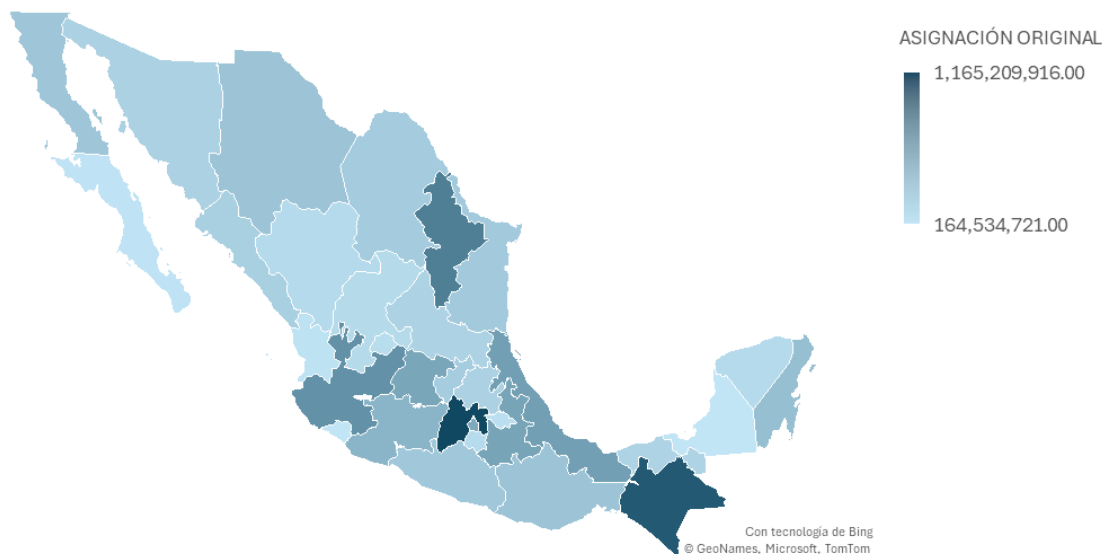 ASIGNACIÓN ORIGINAL
1,165,209,916.00
164,534,721.00
Con tecnología de Bing
© GeoNames, Microsoft, TomTom